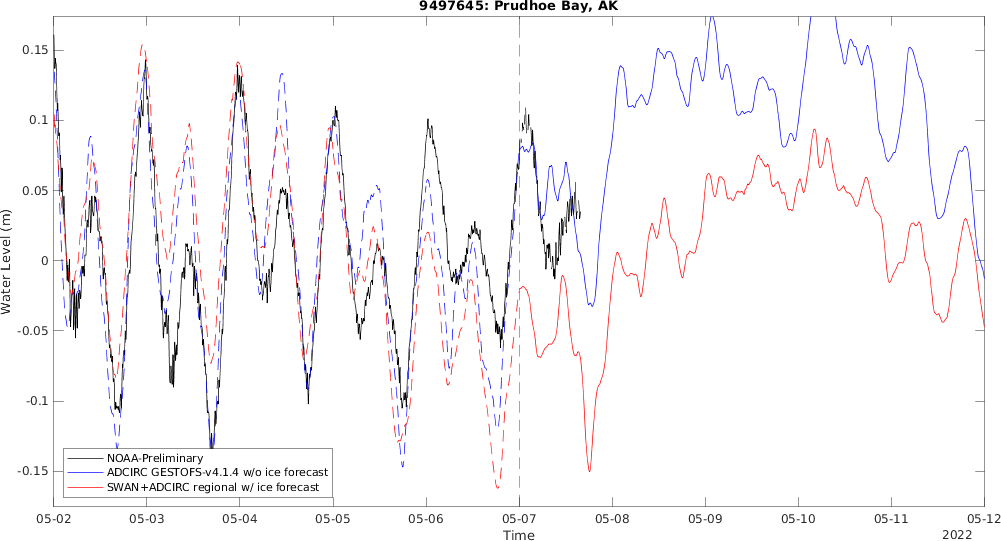 9497645: Prudhoe Bay, AK
Water Level (m)
0.15
0.1
0.05
0
-0.05
-0.1
-0.15
NOAA-Preliminary
ADCIRC GESTOFS-v4.1.4 w/o ice forecast
SWAN+ADCIRC regional w/ ice forecast
05-02 05-03 05-04 05-05 05-06 05-07 05-08 05-09 05-10 05-11 05-12
Time
2022